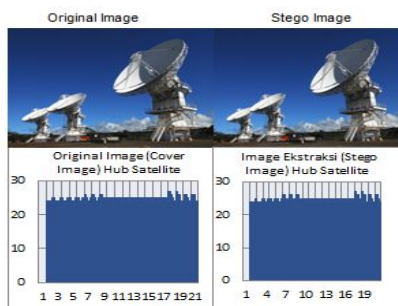 Original Image
Stego Image
Original Image (Cover
Image) Hub Satellite
30
20
10
0
1 3 5 7 9 11 13 15 17 19 21
Image Ekstraksi (Stego
Image) Hub Satellite
30
20
10
0
1 4 7 10 13 16 19